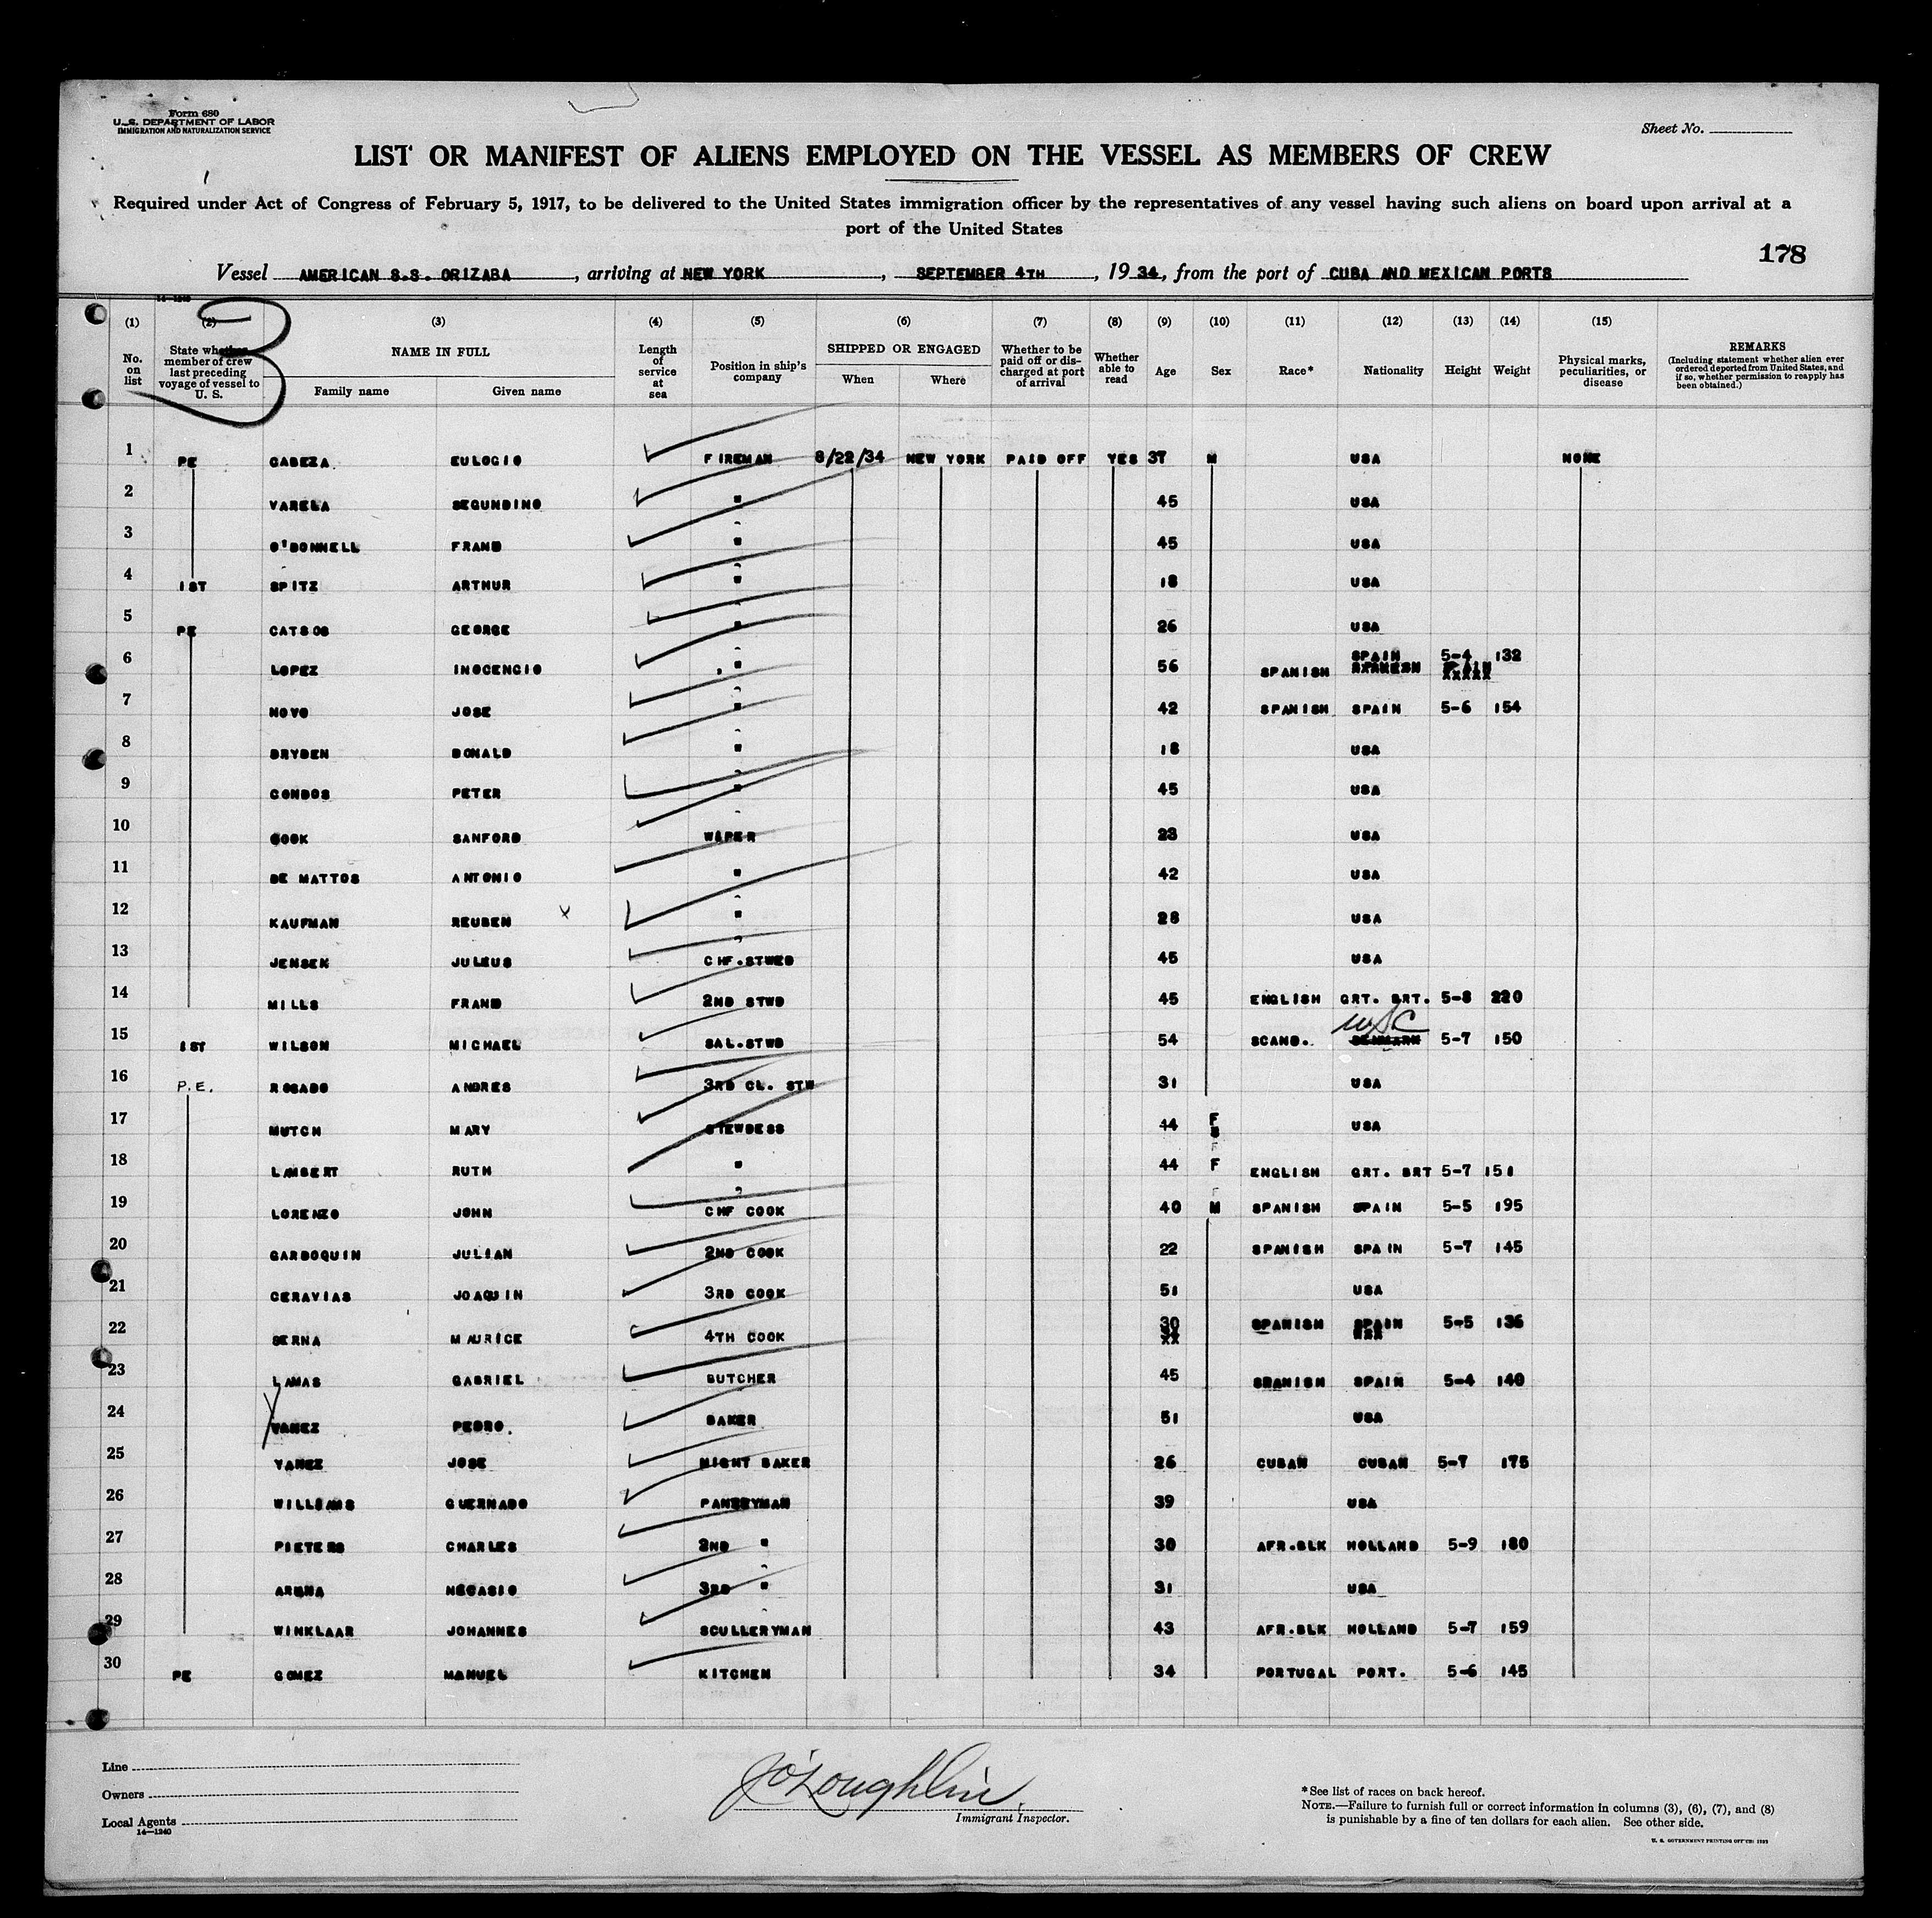 Form 680
U.S. DEPARTMENT OF LABOR
IMMIGRATION AND NATURALIZATION SERVICE
Sheet No.
LIST OR MANIFEST OF ALIENS EMPLOYED ON THE VESSEL AS MEMBERS OF CREW
Required under Act of Congress of February 5, 1917, to be delivered to the United States immigration officer by the representatives of any vessel having such aliens on board upon arrival at a
port of the United States
178
Vessel AMERICAN S.S. ORIZABA, arriving at NEW YORK, SEPTEMBER 4TH, 1934, from the port of CUBA AND MEXICAN PORTS
14-1240
3
(1) (2) (3) (4) (5) (6) (7) (8) (9) (10) (11) (12) (13) (14) (15)
No. on list
State whether member of crew last preceding voyage of vessel to U. S.
NAME IN FULL
Family name
Given name
Length of service at sea
Position in ship's company
SHIPPED OR ENGAGED
When
Where
Whether to be paid off or discharged at port of arrival
Whether able to read
Age
Sex
Race*
Nationality
Height
Weight
Physical marks, peculiarities, or disease
REMARKS
(Including statement whether alien ever ordered deported from United States, and if so, whether permission to reapply has been obtained.)
1 PE CABEZA EULOGIO FIREMAN 8/22/34 NEW YORK PAID OFF YES 37 M USA NONE
2 VARELA SEGUNDINO " 45 USA
3 O'DONNELL FRAND " 45 USA
4 1ST SPITZ ARTHUR " 18 USA
5 PE CATSOS GEORGE " 26 USA
6 LOPEZ INOCENCIO " 56 SPANISH SPAIN 5-4 132
7 NOVO JOSE " 42 SPANISH SPAIN 5-6 154
8 DRYDEN DONALD " 18 USA
9 CONDOS PETER " 45 USA
10 COOK SANFORD WIPER 23 USA
11 DE MATTOS ANTONIO " 42 USA
12 KAUFMAN REUBEN X " 28 USA
13 JENSEN JULEUS CHF.STWED 45 USA
14 MILLS FRAND 2ND STWD 45 ENGLISH GRT. BRT. 5-8 220
15 1ST WILSON MICHAEL SAL.STWD 54 SCAND. DENMARK 5-7 150
16 P.E. ROSADO ANDRES 3RD CL. STW 31 USA
17 MUTCH MARY STEWDESS 44 F USA
18 LAMBERT RUTH " 44 F ENGLISH GRT. BRT 5-7 151
19 LORENZO JOHN CHF COOK 40 M SPANISH SPAIN 5-5 195
20 GARBOQUIN JULIAN 2ND COOK 22 SPANISH SPAIN 5-7 145
21 CERAVIAS JOAQUIN 3RD COOK 51 USA
22 SERNA MAURICE 4TH COOK 30 SPANISH SPAIN 5-5 136
23 LAMAS GABRIEL BUTCHER 45 SPANISH SPAIN 5-4 140
24 YANEZ PEDRO. BAKER 51 USA
25 YANEZ JOSE NIGHT BAKER 26 CUBAN CUBAN 5-7 175
26 WILLIAMS GUERNADO PANTRYMAN 39 USA
27 PIETERS CHARLES 2ND " 30 AFR.BLK HOLLAND 5-9 180
28 NECASIO 3RD " 31 USA
29 WINKLAAR JOHANNES SCULLERYMAN 43 AFR.BLK HOLLAND 5-7 159
30 PE GOMEZ MANUEL KITCHEN 34 PORTUGAL PORT. 5-6 145
Line
Owners
Local Agents
14-1240
J O'Loughlin
Immigrant Inspector.
*See list of races on back hereof.
NOTE.—Failure to furnish full or correct information in columns (3), (6), (7), and (8)
is punishable by a fine of ten dollars for each alien. See other side.
U. S. GOVERNMENT PRINTING OFFICE: 1933